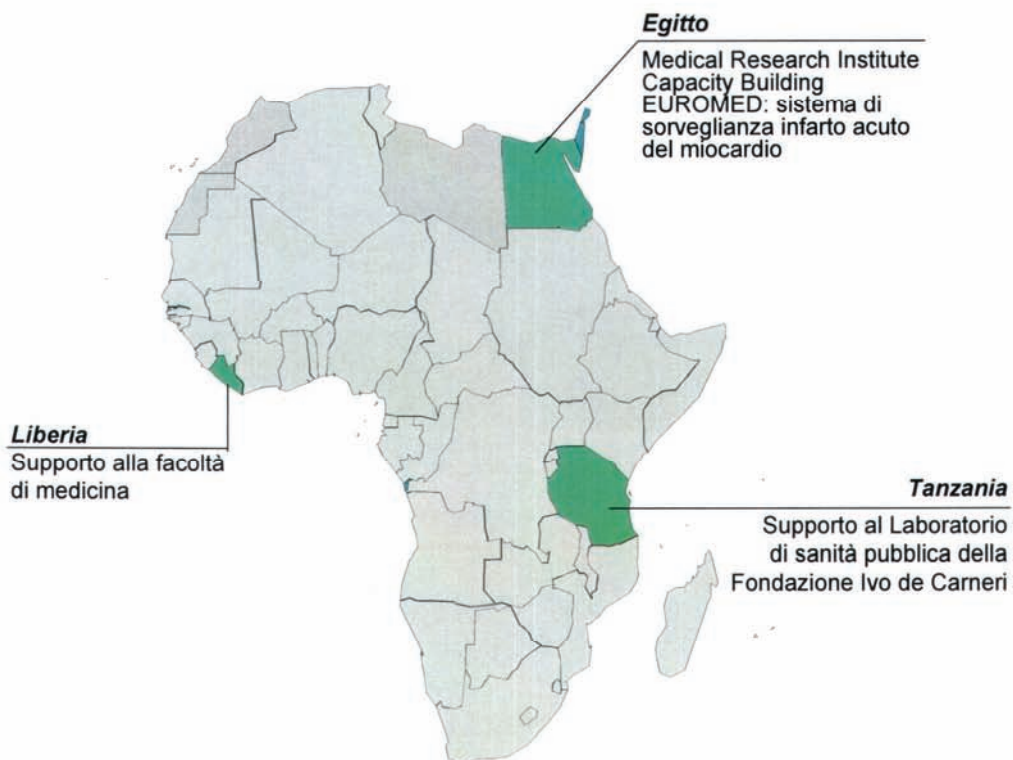 Egitto
Medical Research Institute
Capacity Building
EUROMED: sistema di
sorveglianza infarto acuto
del miocardio
Liberia
Supporto alla facoltà
di medicina
Tanzania
Supporto al Laboratorio
di sanità pubblica della
Fondazione Ivo de Carneri